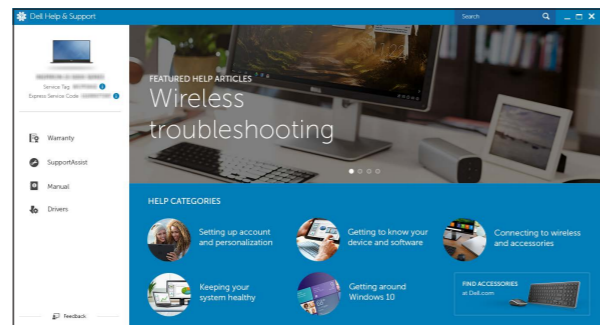 Dell Help & Support
Search
Service Tag:
Express Service Code:
Warranty
SupportAssist
Manual
Drivers
Feedback
FEATURED HELP ARTICLES
Wireless
troubleshooting
HELP CATEGORIES
Setting up account
and personalization
Getting to know your
device and software
Connecting to wireless
and accessories
Keeping your
system healthy
Getting around
Windows 10
FIND ACCESSORIES
at Dell.com